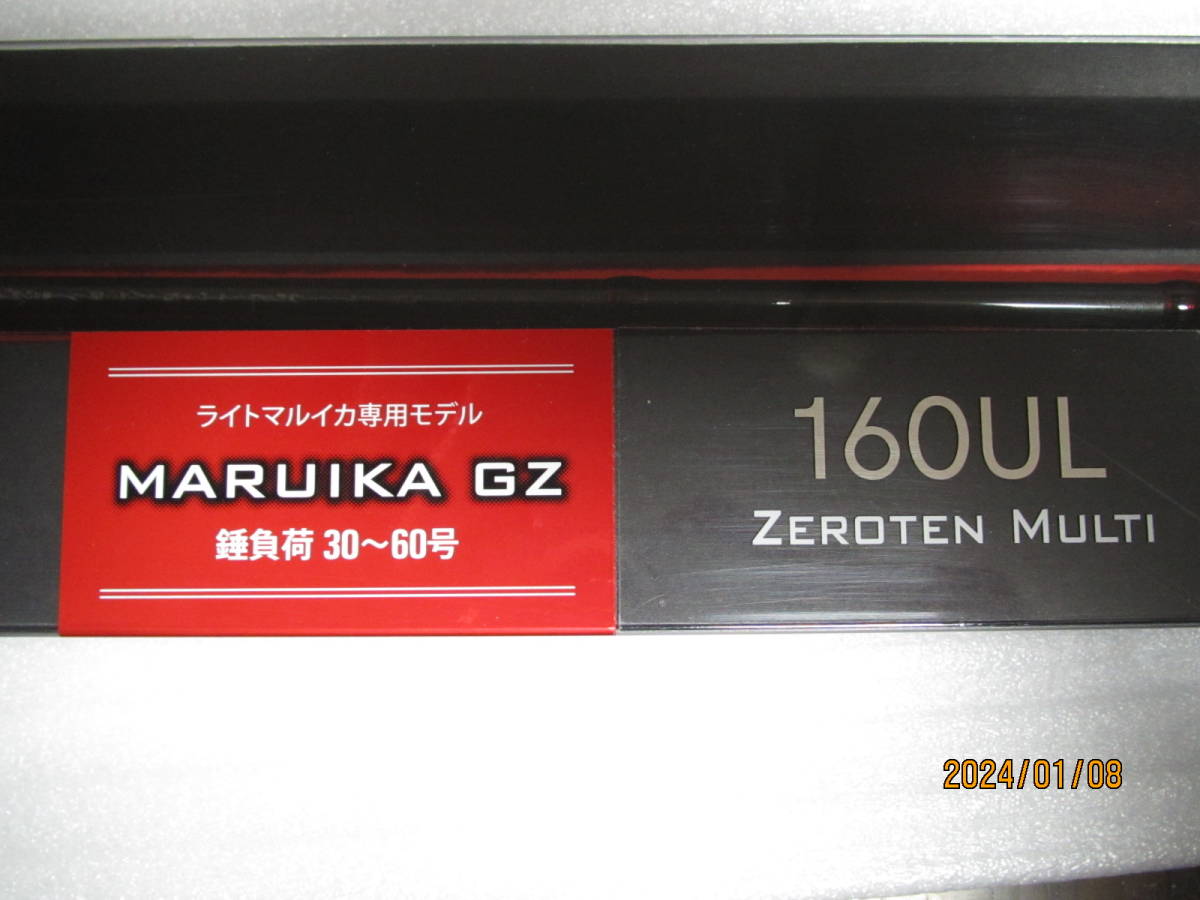 ライトマルイカ専用モデル
MARUIKA GZ
錘負荷 30〜60号
160UL
ZEROTEN MULTI
2024/01/08